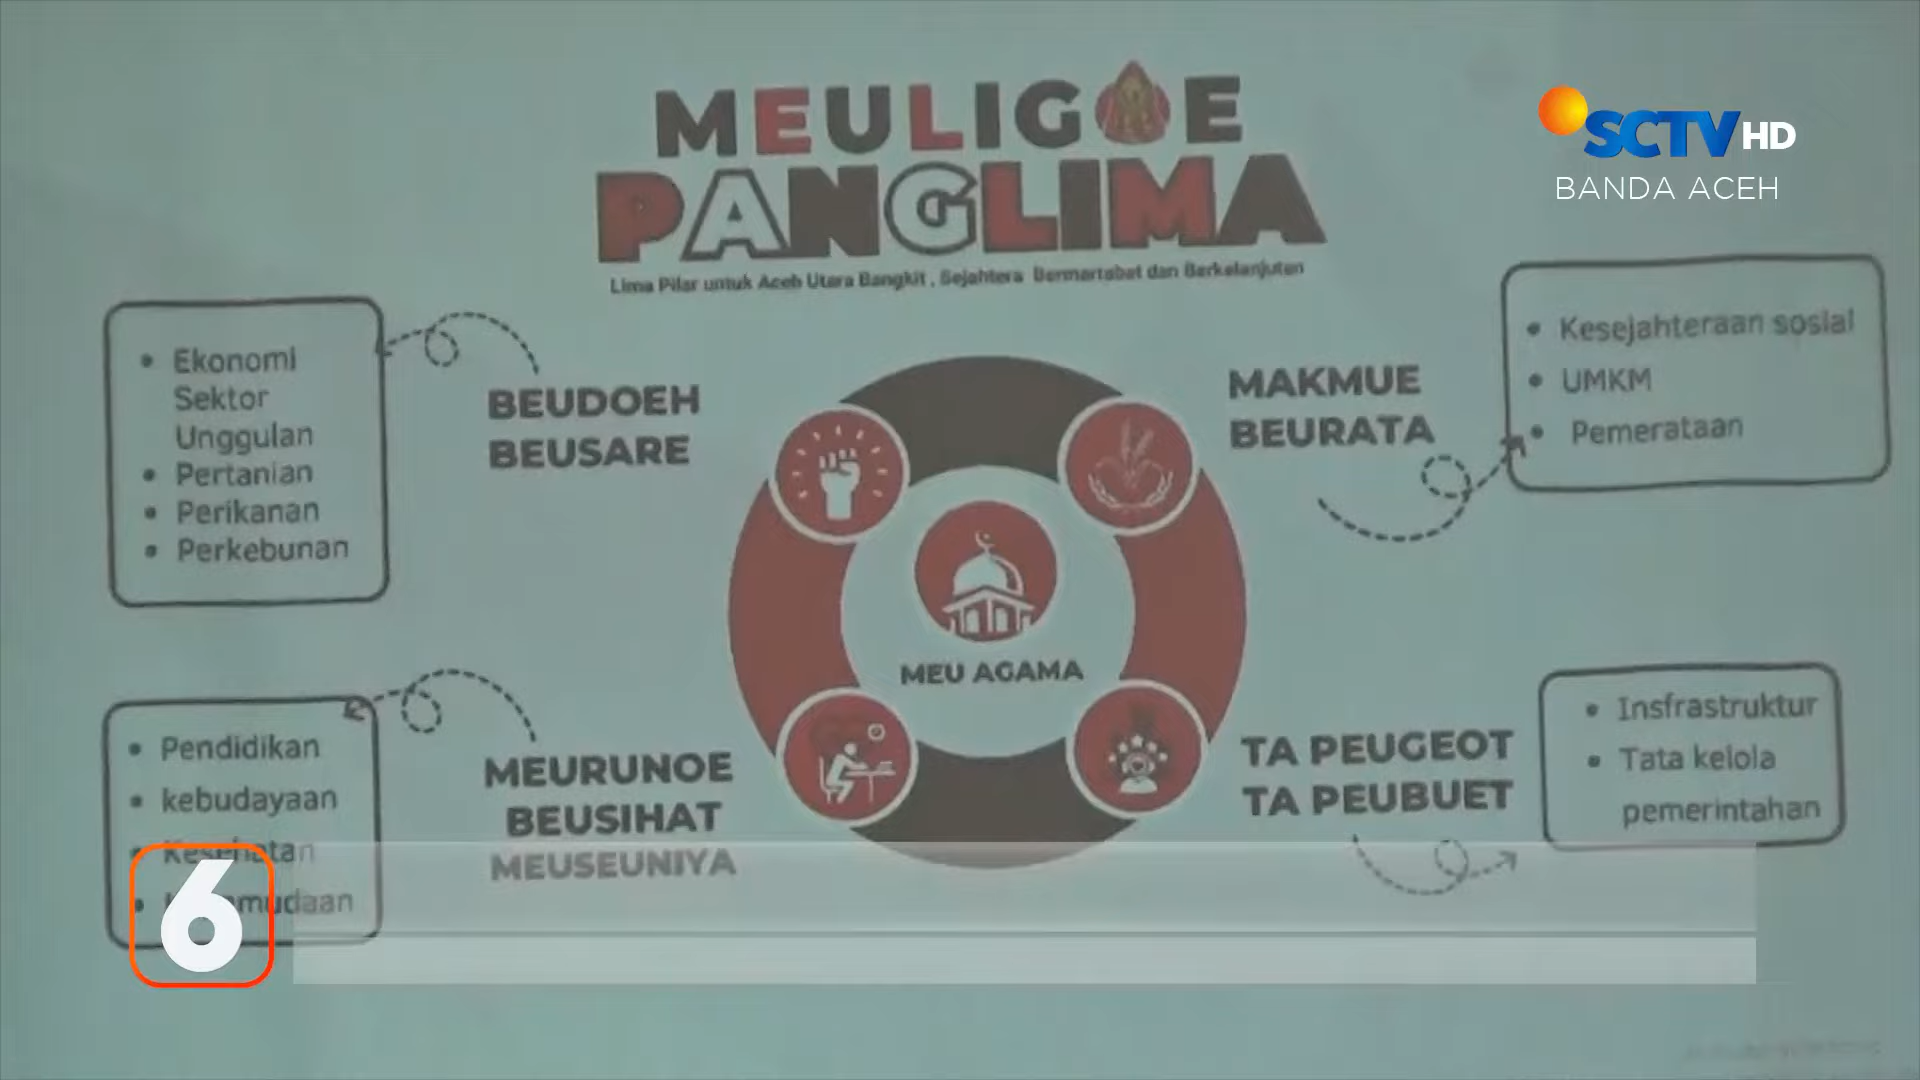 MEULIGOE
PANGLIMA
Lima Pilar untuk Aceh Utara Bangkit , Sejahtera Bermartabat dan Berkelanjutan
SCTV HD
BANDA ACEH
• Ekonomi
Sektor
Unggulan
• Pertanian
• Perikanan
• Perkebunan
BEUDOEH
BEUSARE
MAKMUE
BEURATA
• Kesejahteraan sosial
• UMKM
• Pemerataan
MEU AGAMA
• Pendidikan
• kebudayaan
• Kesehatan
MEURUNOE
BEUSIHAT
MEUSEUNIYA
TA PEUGEOT
TA PEUBUET
• Insfrastruktur
• Tata kelola
pemerintahan
6